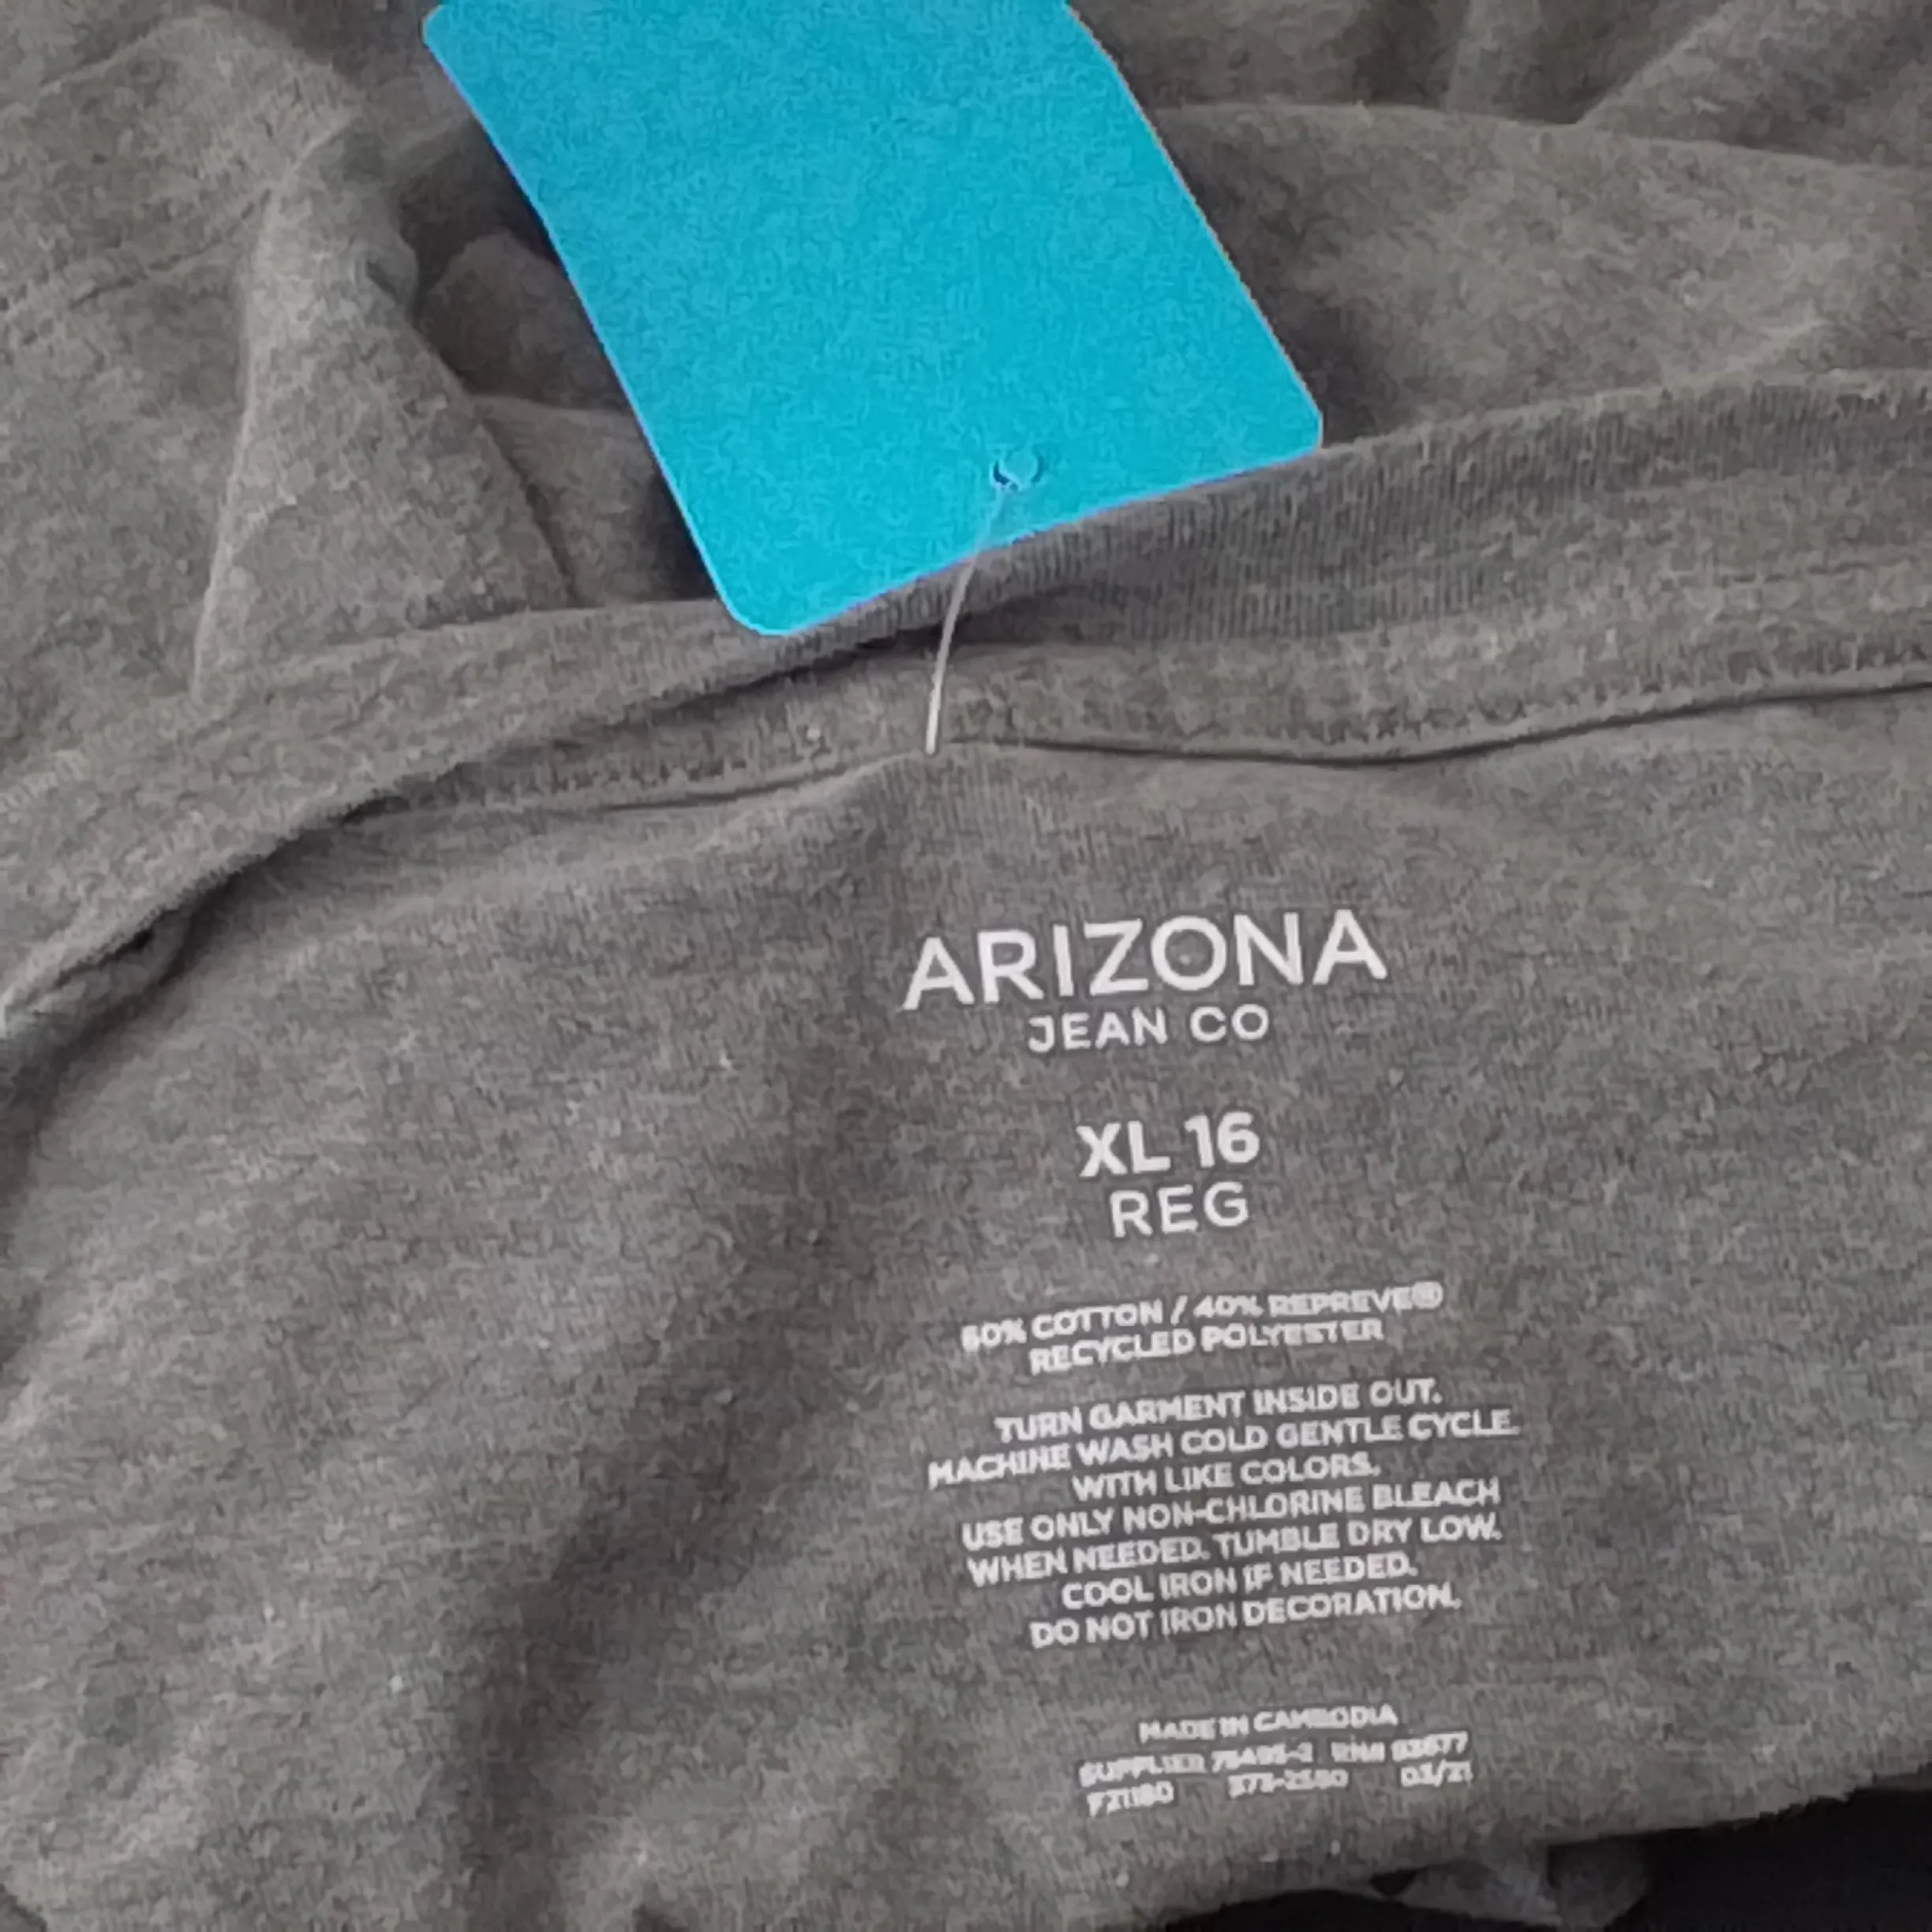 ARIZONA
JEAN CO
XL 16
REG
60% COTTON / 40% REPREVE®
RECYCLED POLYESTER
TURN GARMENT INSIDE OUT.
MACHINE WASH COLD GENTLE CYCLE
WITH LIKE COLORS.
USE ONLY NON-CHLORINE BLEACH
WHEN NEEDED. TUMBLE DRY LOW.
COOL IRON IF NEEDED.
DO NOT IRON DECORATION.
MADE IN CAMBODIA
SUPPLIER